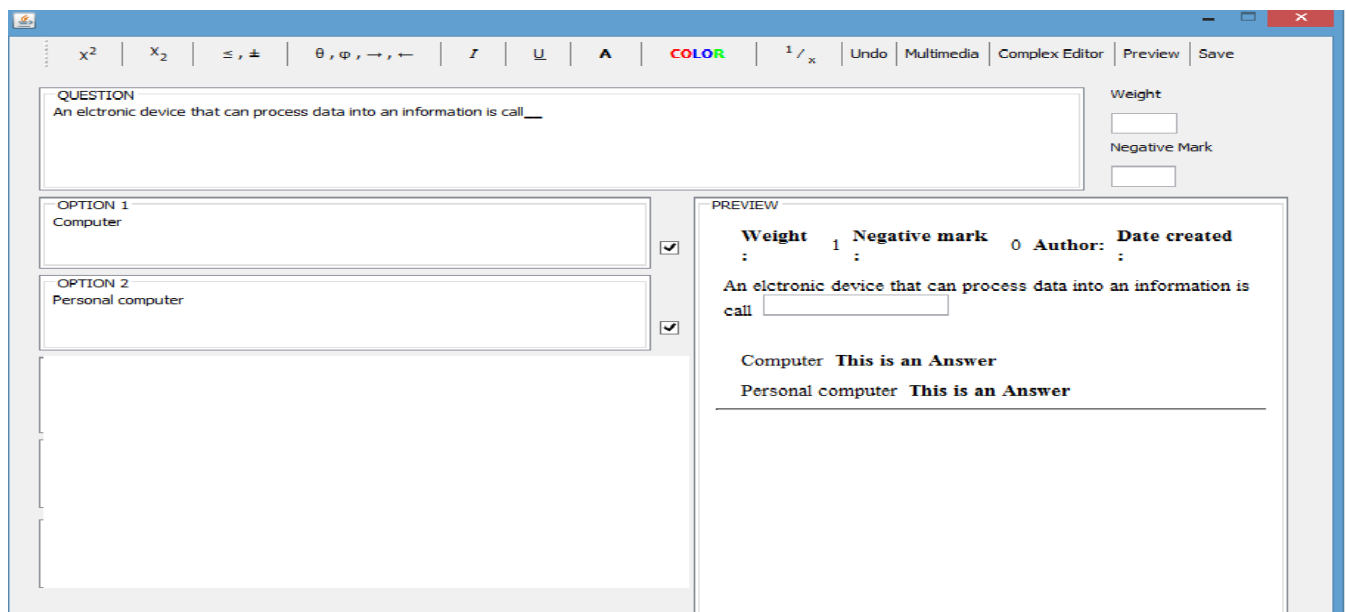 x² x₂ ≤ , ± θ , φ , → , ← I U A COLOR ¹/ₓ Undo Multimedia Complex Editor Preview Save
QUESTION
An elctronic device that can process data into an information is call__
Weight
Negative Mark
OPTION 1
Computer
OPTION 2
Personal computer
PREVIEW
Weight : 1 Negative mark : 0 Author: Date created :
An elctronic device that can process data into an information is
call
Computer This is an Answer
Personal computer This is an Answer